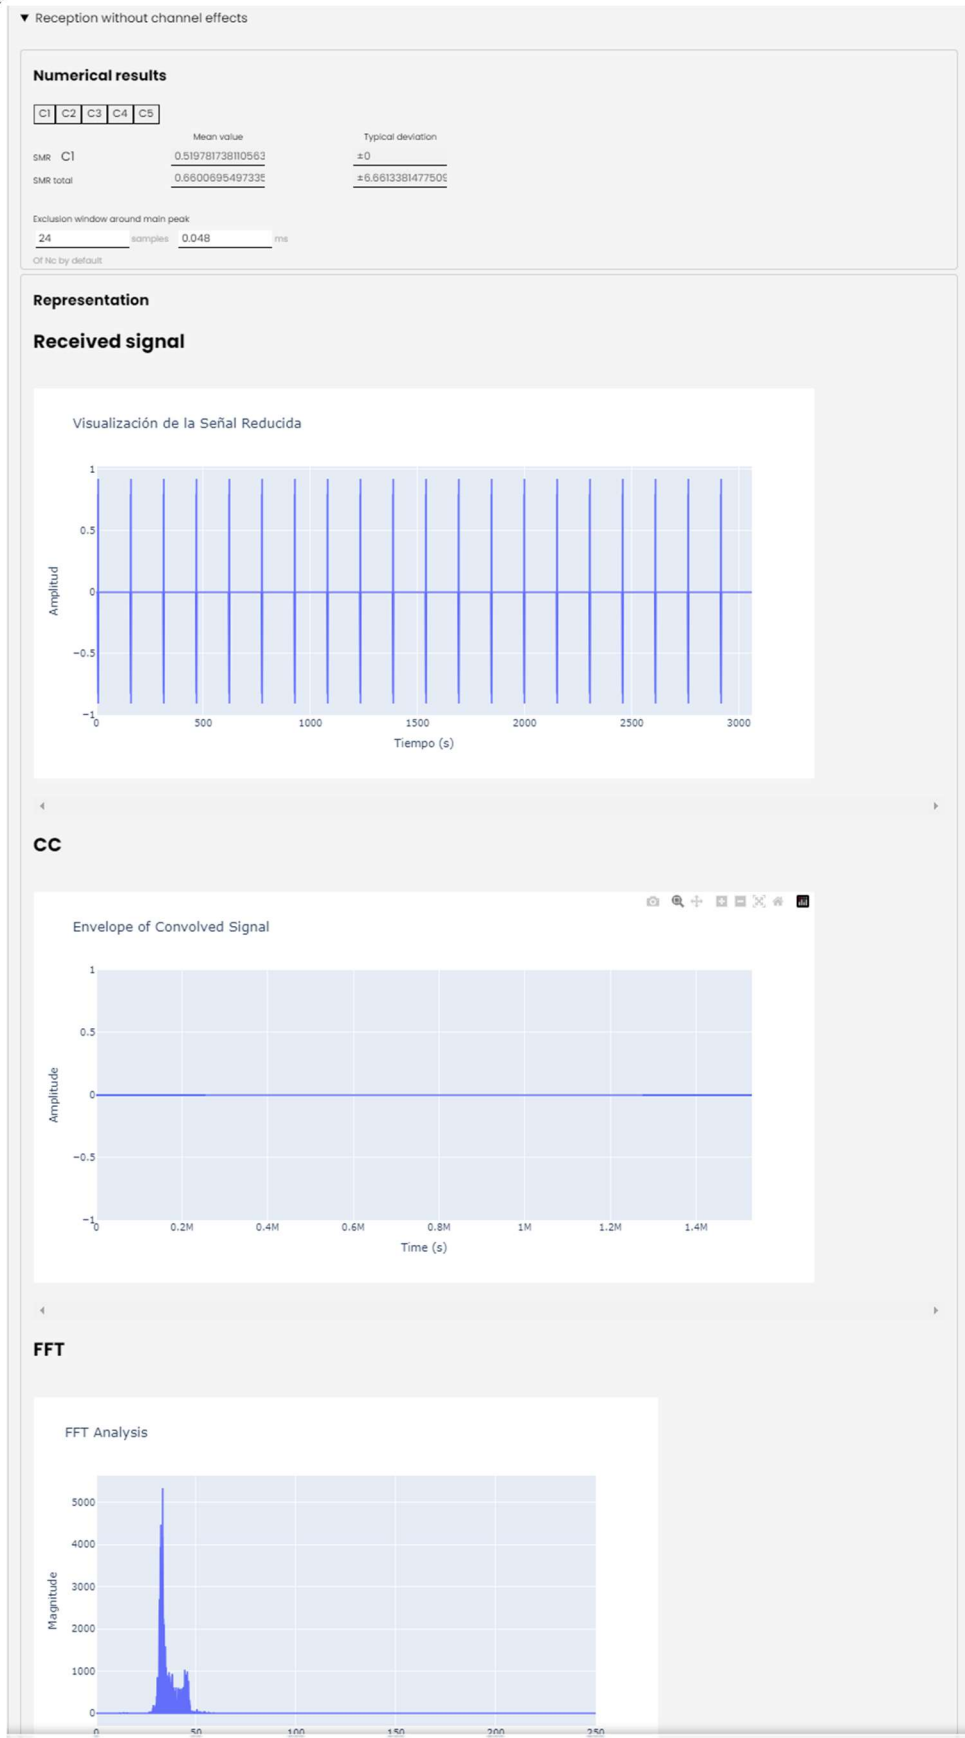 ▼ Reception without channel effects
Numerical results
C1 C2 C3 C4 C5
Mean value Typical deviation
SMR C1 0.519781738110563 ±0
SMR total 0.6600695497335 ±6.6613381477509
Exclusion window around main peak
24 samples 0.048 ms
Of Nc by default
Representation
Received signal
Visualización de la Señal Reducida
1
0.5
0
−0.5
−1
Amplitud
0 500 1000 1500 2000 2500 3000
Tiempo (s)
CC
Envelope of Convolved Signal
1
0.5
0
−0.5
−1
Amplitude
0 0.2M 0.4M 0.6M 0.8M 1M 1.2M 1.4M
Time (s)
FFT
FFT Analysis
5000
4000
3000
2000
1000
0
Magnitude
0 50 100 150 200 250